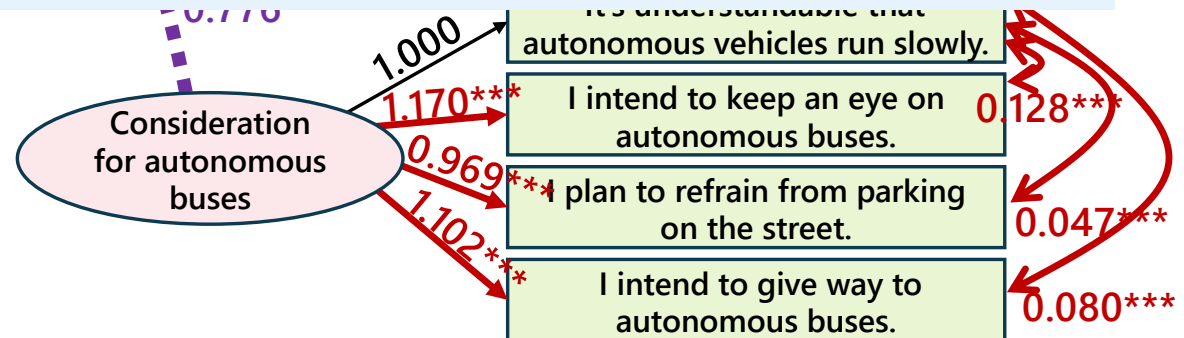 0.776
It's understandable that
autonomous vehicles run slowly.
1.000
1.170***
I intend to keep an eye on
autonomous buses.
0.128***
Consideration
for autonomous
buses
0.969***
I plan to refrain from parking
on the street.
0.047***
1.102***
I intend to give way to
autonomous buses.
0.080***